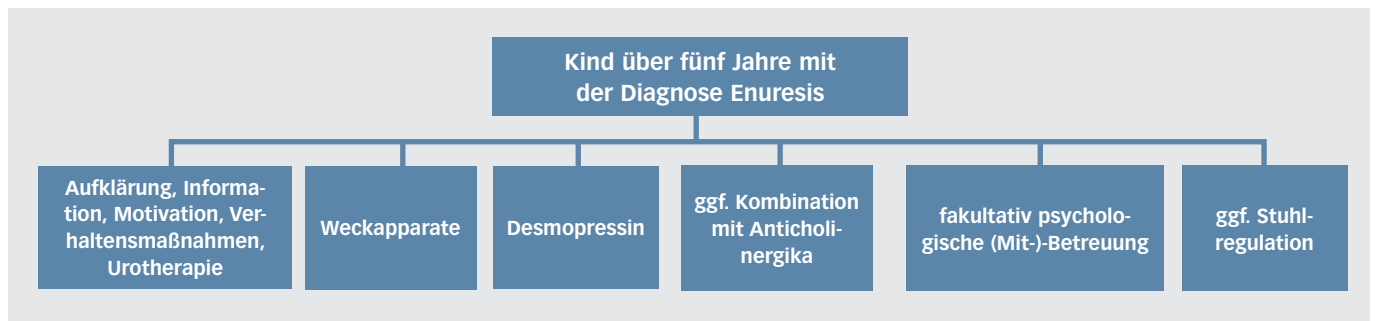 Kind über fünf Jahre mit
der Diagnose Enuresis
Aufklärung, Informa-
tion, Motivation, Ver-
haltensmaßnahmen,
Urotherapie
Weckapparate
Desmopressin
ggf. Kombination
mit Anticholi-
nergika
fakultativ psycholo-
gische (Mit-)-Betreuung
ggf. Stuhl-
regulation